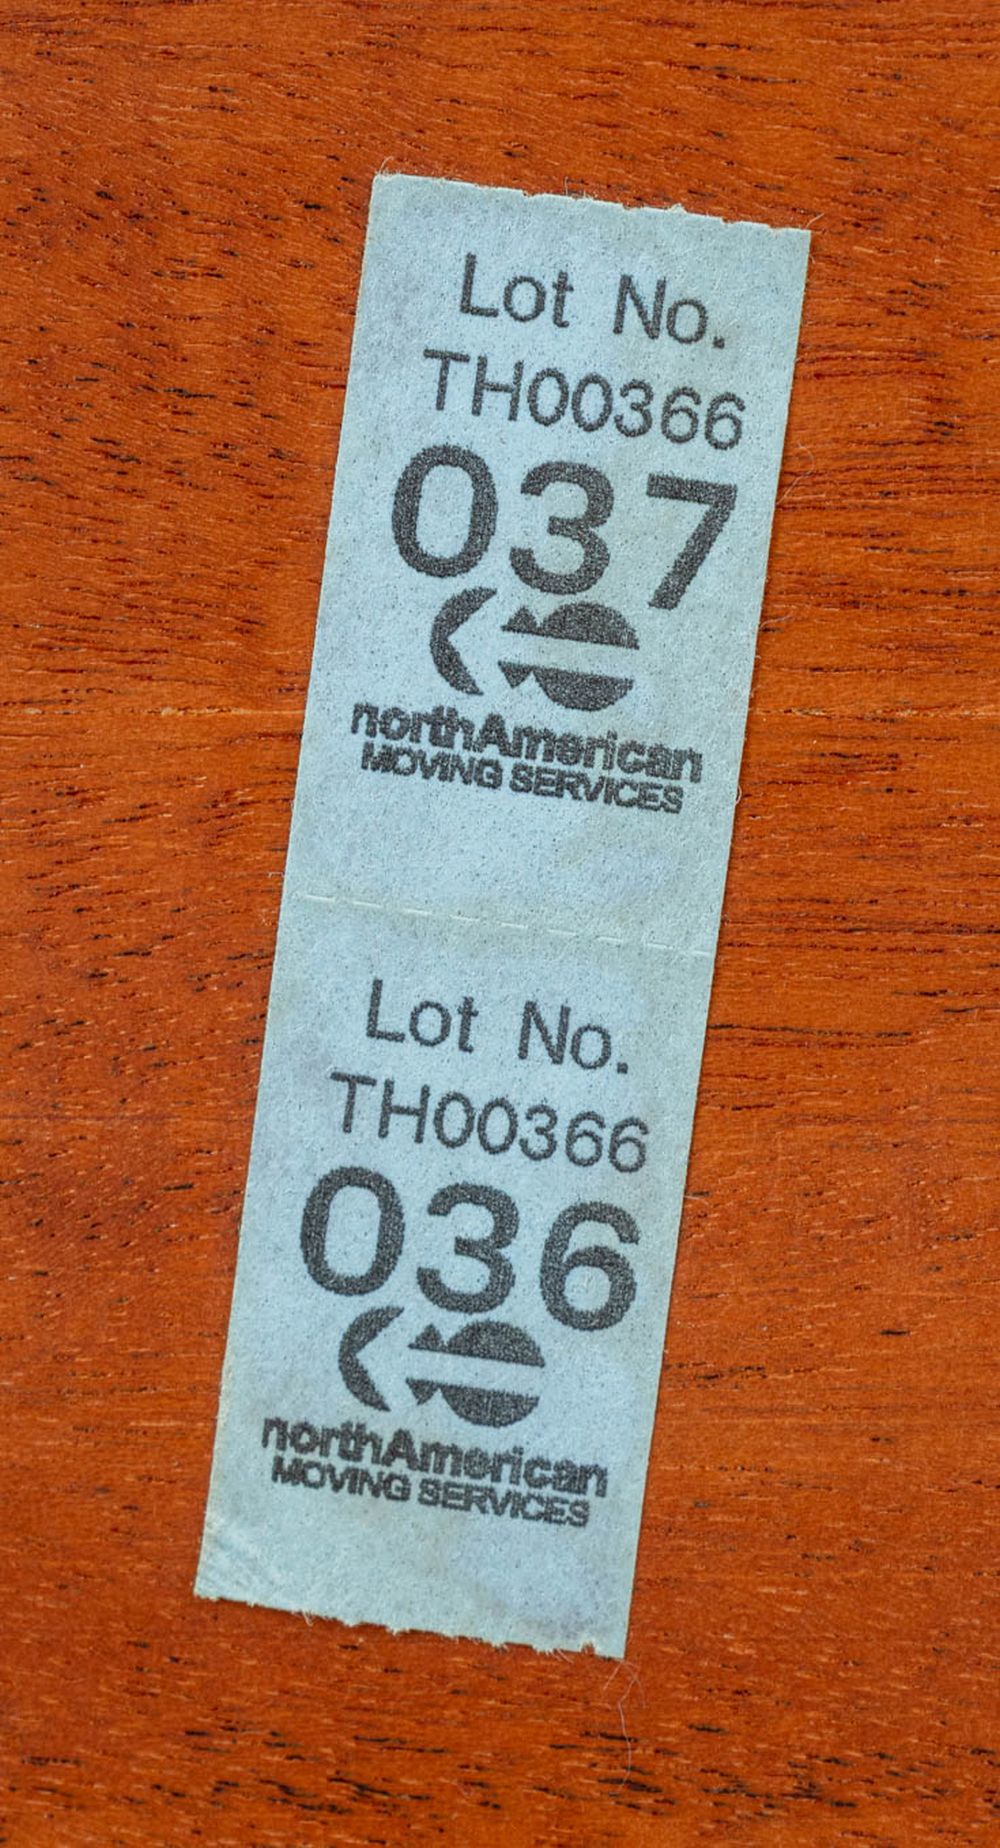 Lot No.
TH00366
037
northAmerican
MOVING SERVICES
Lot No.
TH00366
036
northAmerican
MOVING SERVICES